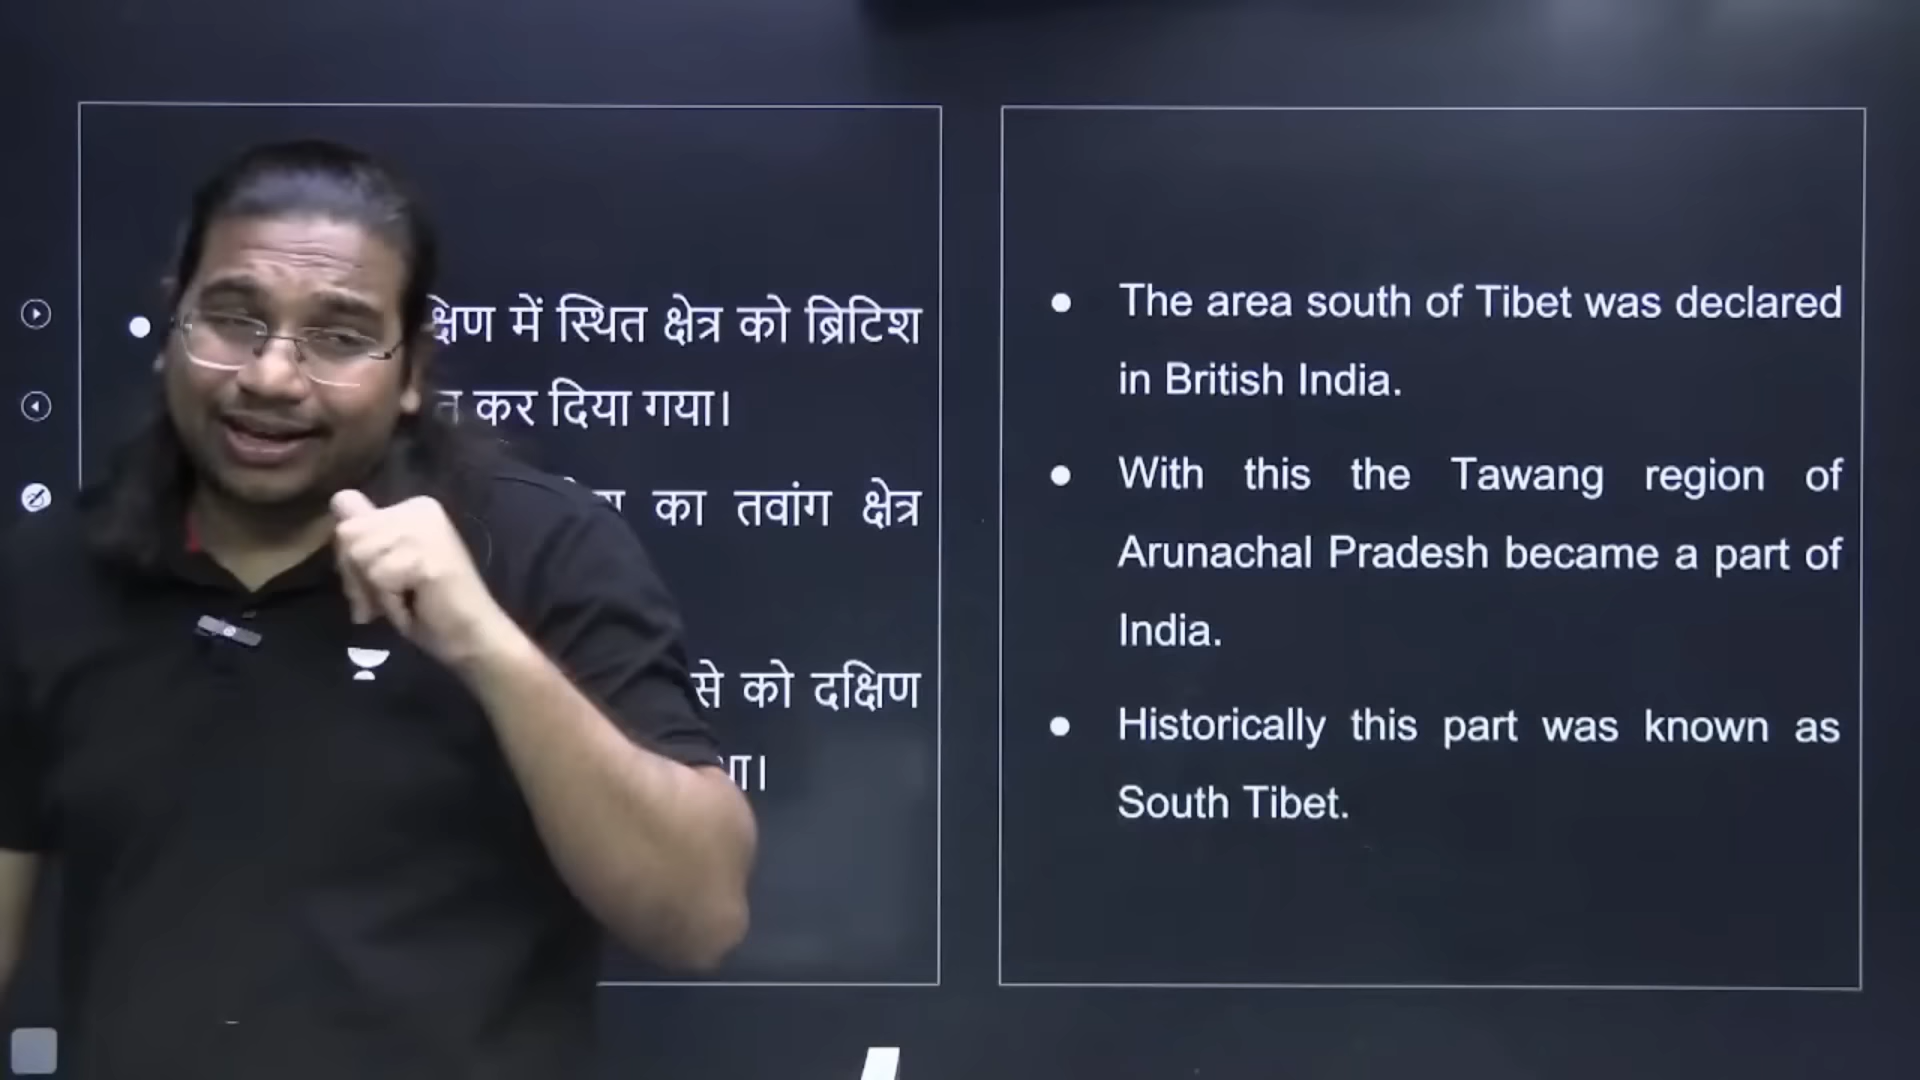 में स्थित क्षेत्र को ब्रिटिश
कर दिया गया।
का तवांग क्षेत्र
को दक्षिण
The area south of Tibet was declared
in British India.
With this the Tawang region of
Arunachal Pradesh became a part of
India.
Historically this part was known as
South Tibet.